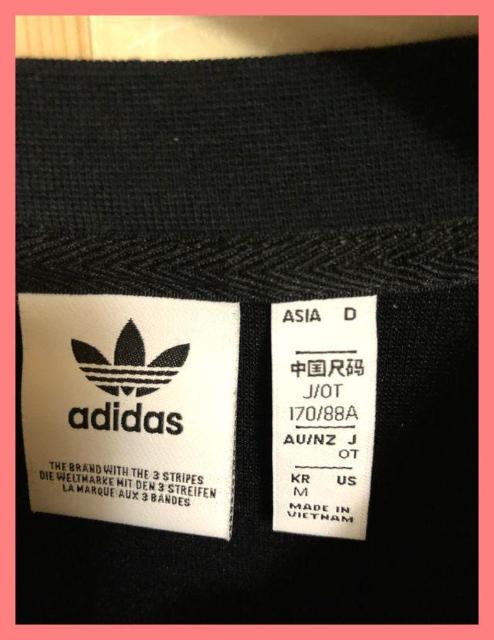 adidas
THE BRAND WITH THE 3 STRIPES
DIE WELTMARKE MIT DEN 3 STREIFEN
LA MARQUE AUX 3 BANDES
ASIA D
中国尺码
J/OT
170/88A
AU/NZ J
OT
KR US
M
MADE IN
VIETNAM